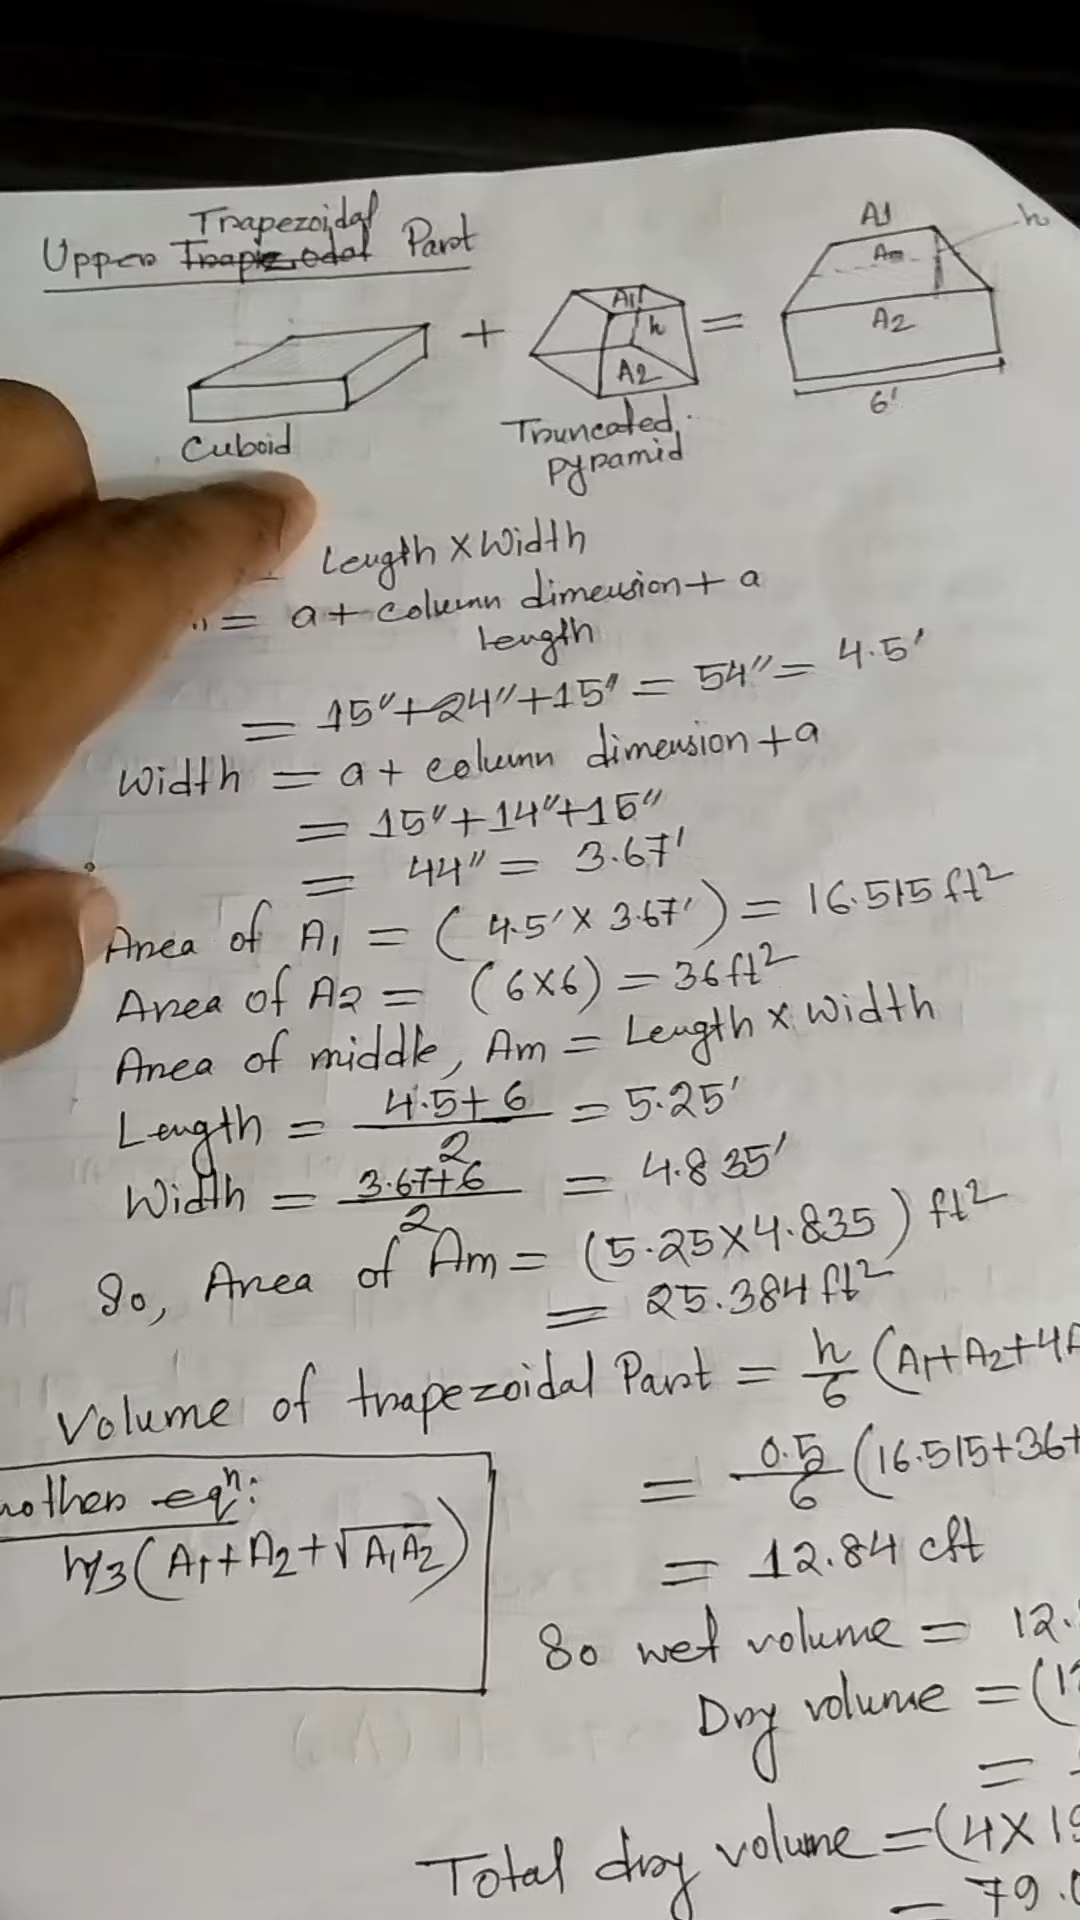 Trapezoidal
Upper Trapezodal Part
A1
h
Am
A2
6'
+
A1
h
A2
=
Cuboid
Truncated
pyramid
Length X Width
= a + column dimension + a
length
= 15" + 24" + 15" = 54" = 4.5'
Width = a + column dimension + a
= 15" + 14" + 15"
= 44" = 3.67'
Area of A1 = (4.5' X 3.67') = 16.515 ft²
Area of A2 = (6X6) = 36 ft²
Area of middle, Am = Length X Width
Length = 4.5+6 / 2 = 5.25'
Width = 3.67+6 / 2 = 4.835'
So, Area of Am = (5.25X4.835) ft²
= 25.384 ft²
Volume of trapezoidal Part = h/6 (A1+A2+4A
= 0.5/6 (16.515+36+
= 12.84 cft
nother eqⁿ:
h/3 (A1+A2+√A1A2)
So wet volume = 12.
Dry volume = (1
=
Total dry volume = (4X19
= 79.0